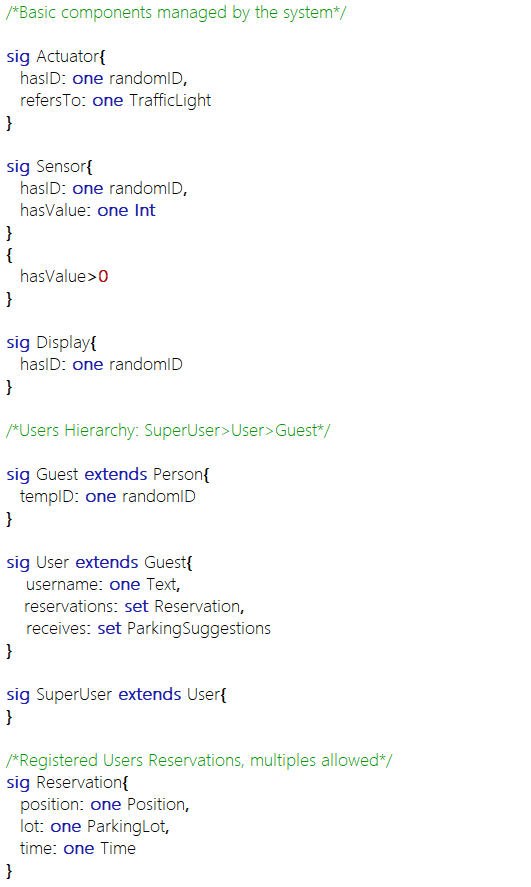 /*Basic components managed by the system*/
sig Actuator{
hasID: one randomID,
refersTo: one TrafficLight
}
sig Sensor{
hasID: one randomID,
hasValue: one Int
}
{
hasValue>0
}
sig Display{
hasID: one randomID
}
/*Users Hierarchy: SuperUser>User>Guest*/
sig Guest extends Person{
tempID: one randomID
}
sig User extends Guest{
username: one Text,
reservations: set Reservation,
receives: set ParkingSuggestions
}
sig SuperUser extends User{
}
/*Registered Users Reservations, multiples allowed*/
sig Reservation{
position: one Position,
lot: one ParkingLot,
time: one Time
}